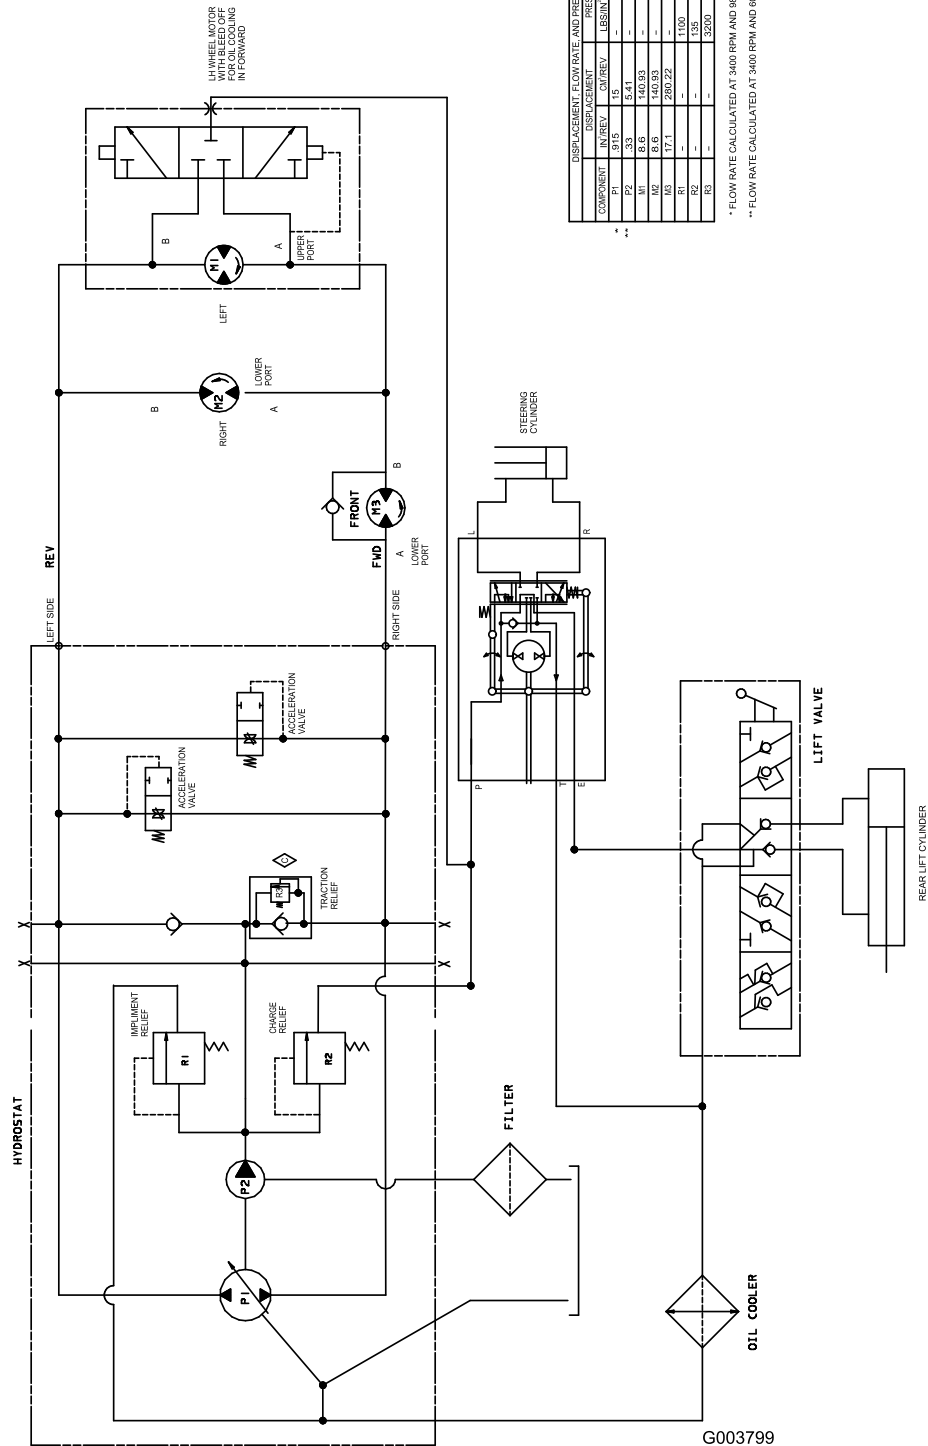 LH WHEEL MOTOR
WITH BLEED OFF
FOR OIL COOLING
IN FORWARD
B
A
UPPER
PORT
M1
LEFT
LOWER
PORT
B
M2
A
RIGHT
B
FRONT
M3
A
LOWER
PORT
REV
FWD
LEFT SIDE
RIGHT SIDE
ACCELERATION
VALVE
ACCELERATION
VALVE
C
R3
TRACTION
RELIEF
IMPLIMENT
RELIEF
R1
CHARGE
RELIEF
R2
HYDROSTAT
P2
P1
FILTER
OIL COOLER
STEERING
CYLINDER
L
R
P
T
E
LIFT VALVE
REAR LIFT CYLINDER
DISPLACEMENT, FLOW RATE, AND PRE
DISPLACEMENT PRES
COMPONENT IN³/REV CM³/REV LBS/IN
* P1 .915 15 –
** P2 .33 5.41 –
M1 8.6 140.93 –
M2 8.6 140.93 –
M3 17.1 280.22 –
R1 – – 1100
R2 – – 135
R3 – – 3200
* FLOW RATE CALCULATED AT 3400 RPM AND 98
** FLOW RATE CALCULATED AT 3400 RPM AND 6
G003799